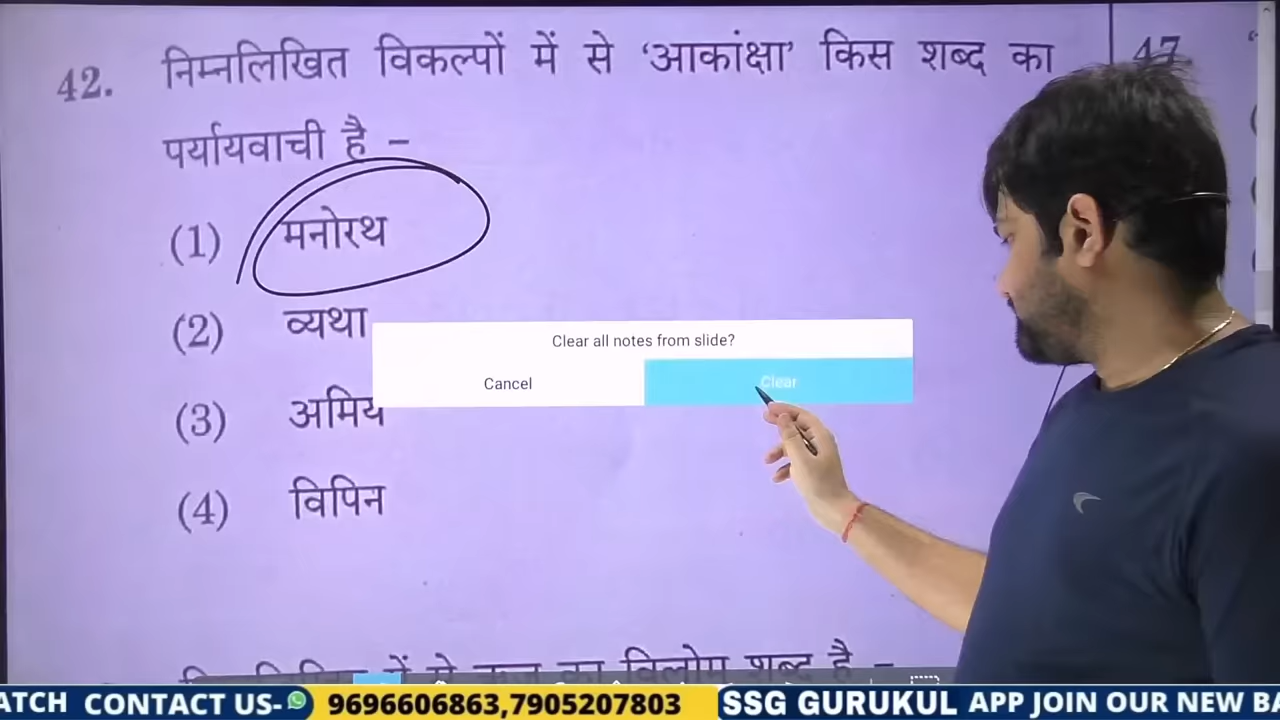 42. निम्नलिखित विकल्पों में से 'आकांक्षा' किस शब्द का
पर्यायवाची है –
(1) मनोरथ
(2) व्यथा
(3) अमिय
(4) विपिन
47.
Clear all notes from slide?
Cancel Clear
में से का विलोम शब्द है –
ATCH CONTACT US- 9696606863,7905207803 SSG GURUKUL APP JOIN OUR NEW BA